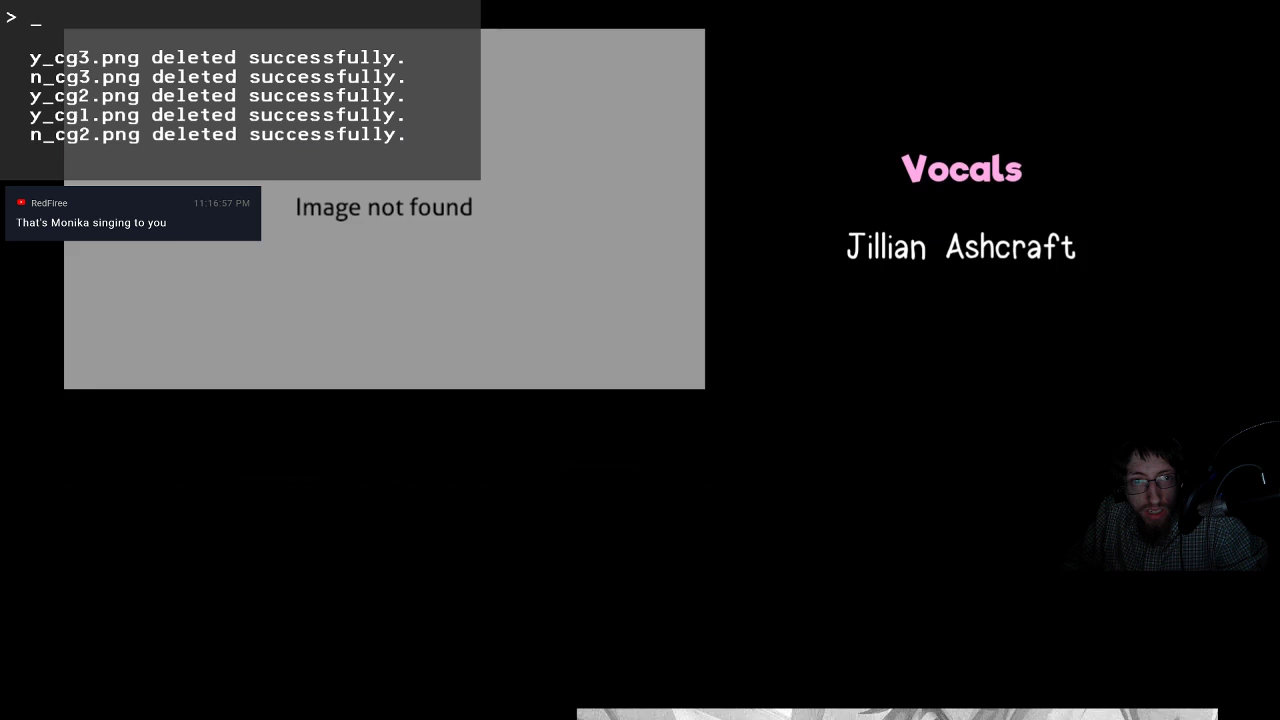 > _
y_cg3.png deleted successfully.
n_cg3.png deleted successfully.
y_cg2.png deleted successfully.
y_cg1.png deleted successfully.
n_cg2.png deleted successfully.
RedFiree 11:16:57 PM
That's Monika singing to you
Image not found
Vocals
Jillian Ashcraft